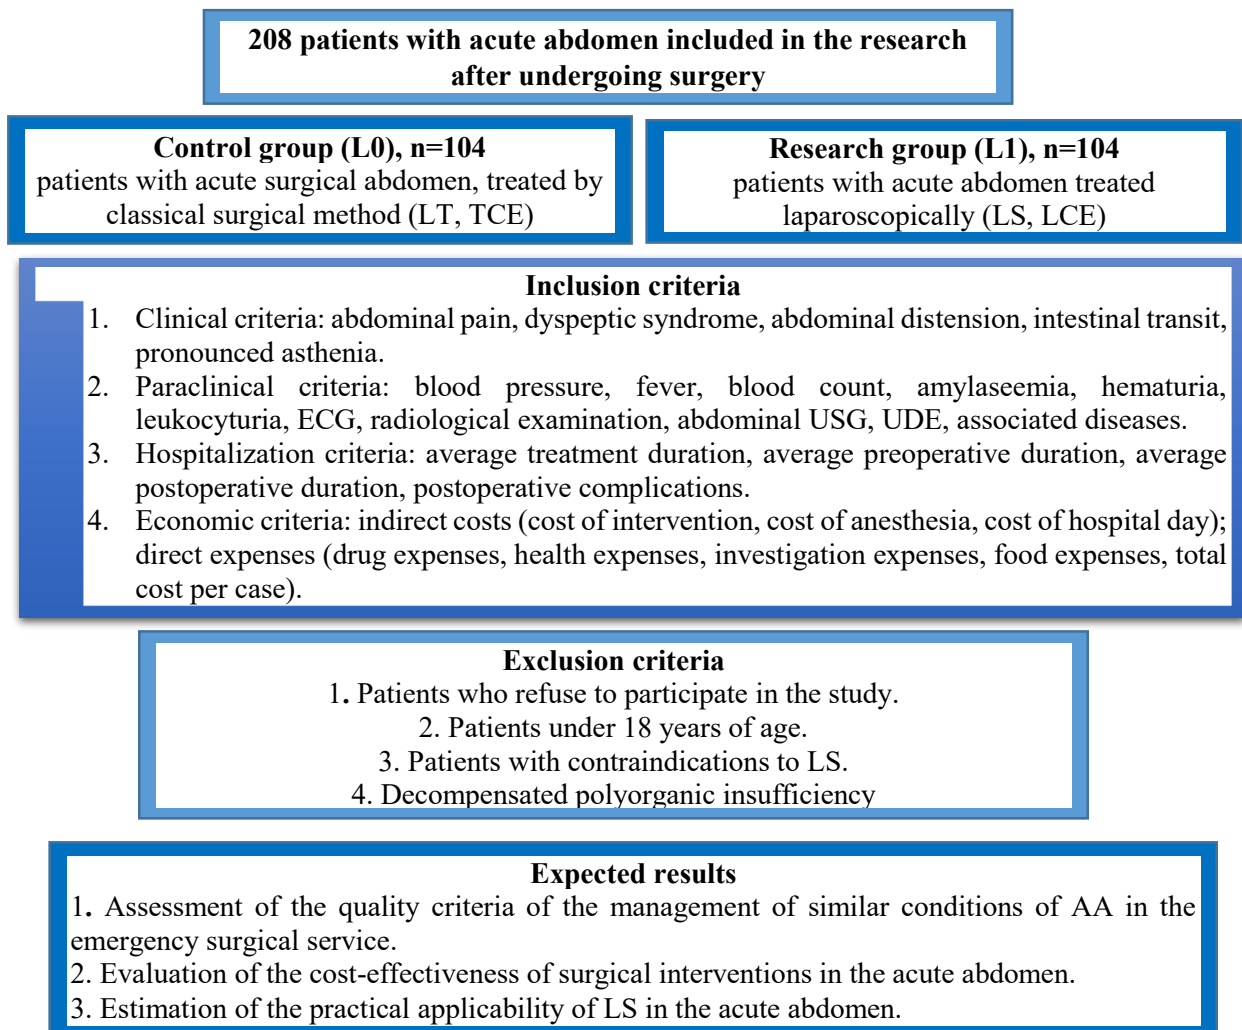 208 patients with acute abdomen included in the research
after undergoing surgery
Control group (L0), n=104
patients with acute surgical abdomen, treated by
classical surgical method (LT, TCE)
Research group (L1), n=104
patients with acute abdomen treated
laparoscopically (LS, LCE)
Inclusion criteria
1. Clinical criteria: abdominal pain, dyspeptic syndrome, abdominal distension, intestinal transit,
pronounced asthenia.
2. Paraclinical criteria: blood pressure, fever, blood count, amylaseemia, hematuria,
leukocyturia, ECG, radiological examination, abdominal USG, UDE, associated diseases.
3. Hospitalization criteria: average treatment duration, average preoperative duration, average
postoperative duration, postoperative complications.
4. Economic criteria: indirect costs (cost of intervention, cost of anesthesia, cost of hospital day);
direct expenses (drug expenses, health expenses, investigation expenses, food expenses, total
cost per case).
Exclusion criteria
1. Patients who refuse to participate in the study.
2. Patients under 18 years of age.
3. Patients with contraindications to LS.
4. Decompensated polyorganic insufficiency
Expected results
1. Assessment of the quality criteria of the management of similar conditions of AA in the
emergency surgical service.
2. Evaluation of the cost-effectiveness of surgical interventions in the acute abdomen.
3. Estimation of the practical applicability of LS in the acute abdomen.